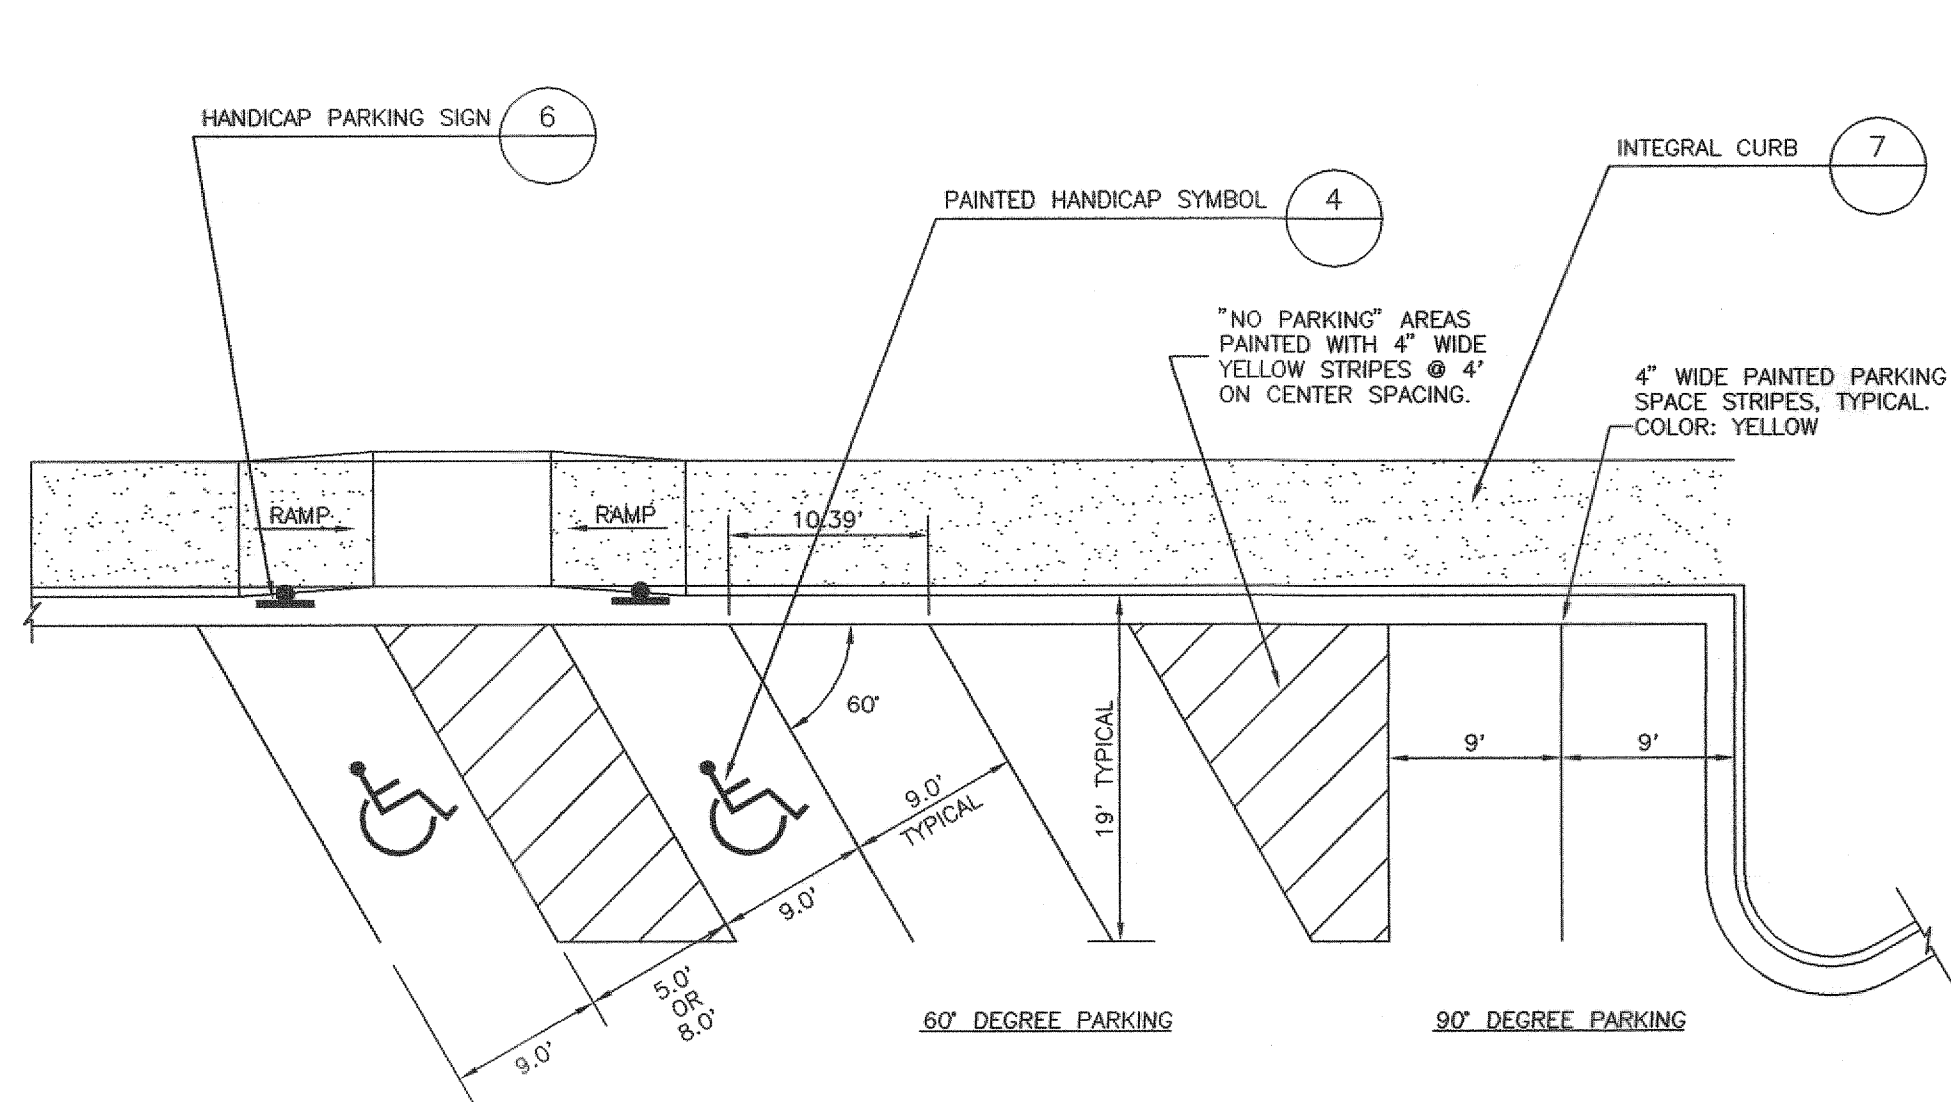 HANDICAP PARKING SIGN
6
INTEGRAL CURB
7
PAINTED HANDICAP SYMBOL
4
"NO PARKING" AREAS
PAINTED WITH 4" WIDE
YELLOW STRIPES @ 4'
ON CENTER SPACING.
4" WIDE PAINTED PARKING
SPACE STRIPES, TYPICAL.
COLOR: YELLOW
RAMP
RAMP
10.39'
60°
19' TYPICAL
9'
9'
9.0'
TYPICAL
9.0'
5.0'
OR
8.0'
9.0'
60° DEGREE PARKING
90° DEGREE PARKING